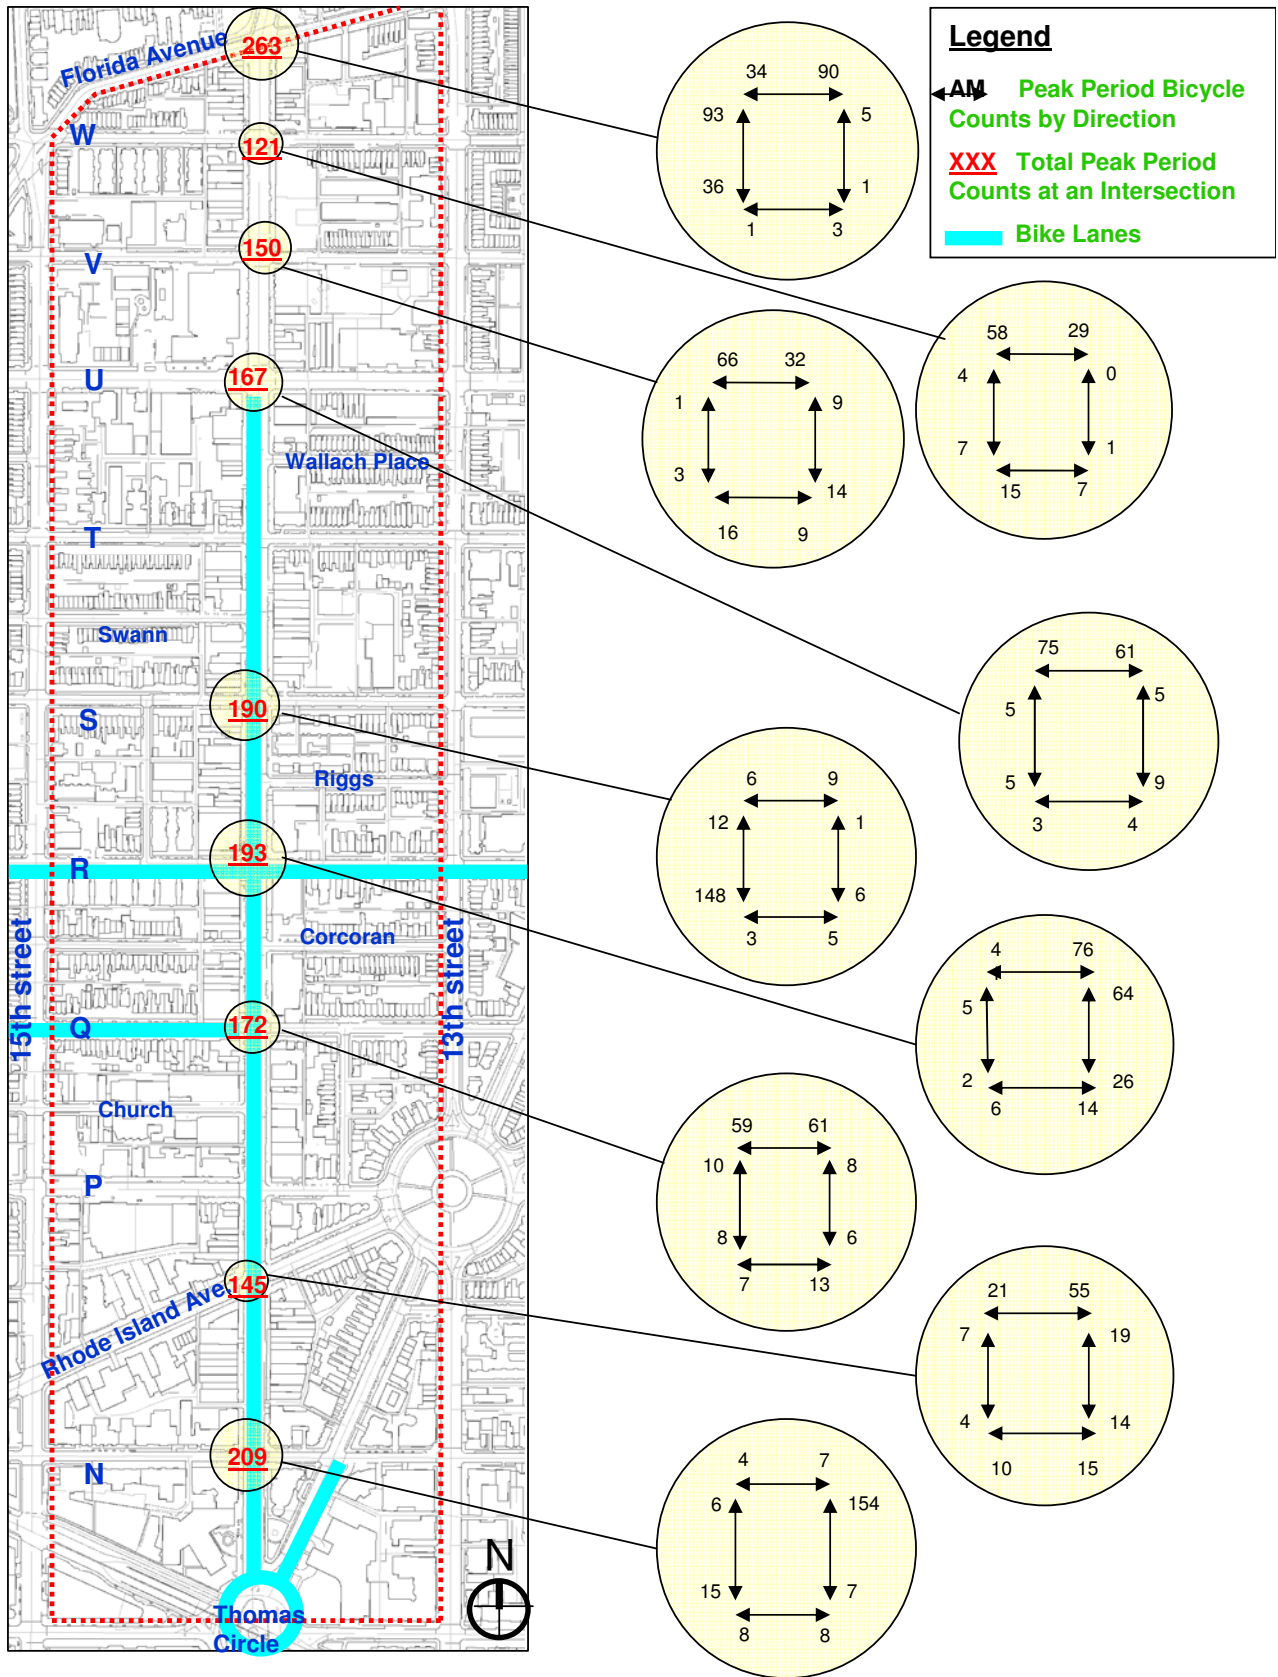 Florida Avenue
W
V
U
Wallach Place
T
Swann
S
Riggs
R
Corcoran
15th street
13th street
Q
Church
P
Rhode Island Ave.
N
Thomas
Circle
N
263
121
150
167
190
193
172
145
209
34 90
93 5
36 1
1 3
58 29
4 0
7 1
15 7
66 32
1 9
3 14
16 9
75 61
5 5
5 9
3 4
6 9
12 1
148 6
3 5
4 76
5 64
2 26
6 14
59 61
10 8
8 6
7 13
21 55
7 19
4 14
10 15
4 7
6 154
15 7
8 8
Legend
AM Peak Period Bicycle
Counts by Direction
XXX Total Peak Period
Counts at an Intersection
Bike Lanes